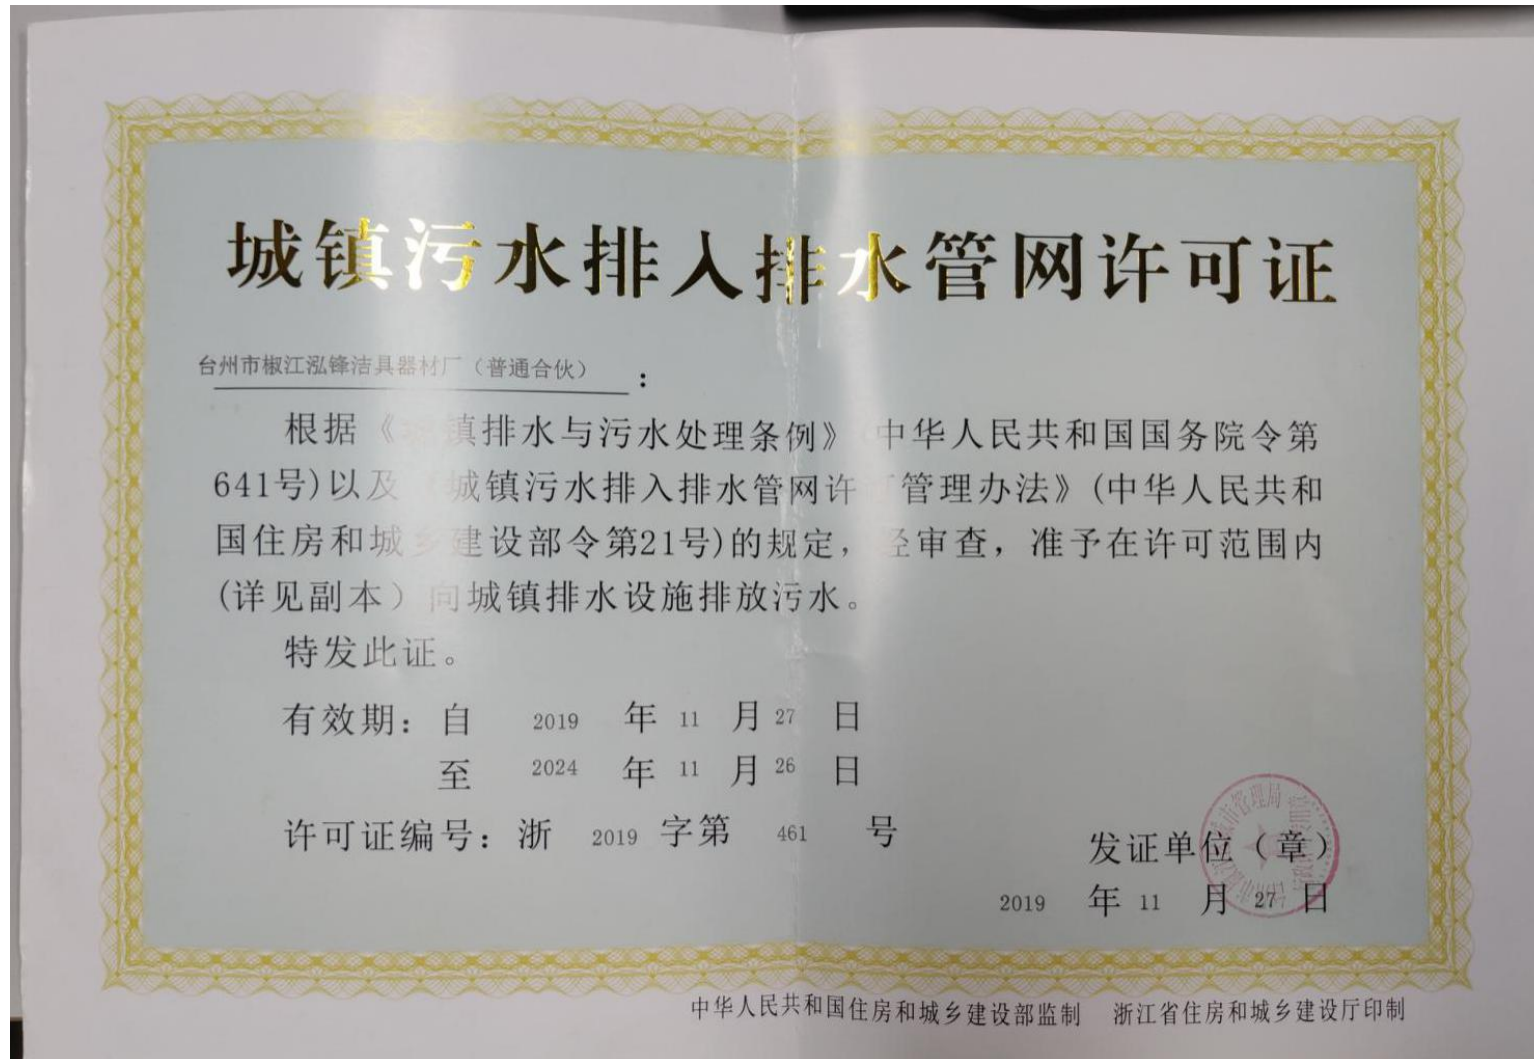 城镇污水排入排水管网许可证
台州市椒江泓锋洁具器材厂（普通合伙）：
根据《城镇排水与污水处理条例》(中华人民共和国国务院令第
641号)以及《城镇污水排入排水管网许可管理办法》(中华人民共和
国住房和城乡建设部令第21号)的规定，经审查，准予在许可范围内
(详见副本）向城镇排水设施排放污水。
特发此证。
有效期：自 2019 年 11 月 27 日
至 2024 年 11 月 26 日
许可证编号：浙 2019 字第 461 号
发证单位（章）
2019 年 11 月 27 日
中华人民共和国住房和城乡建设部监制 浙江省住房和城乡建设厅印制